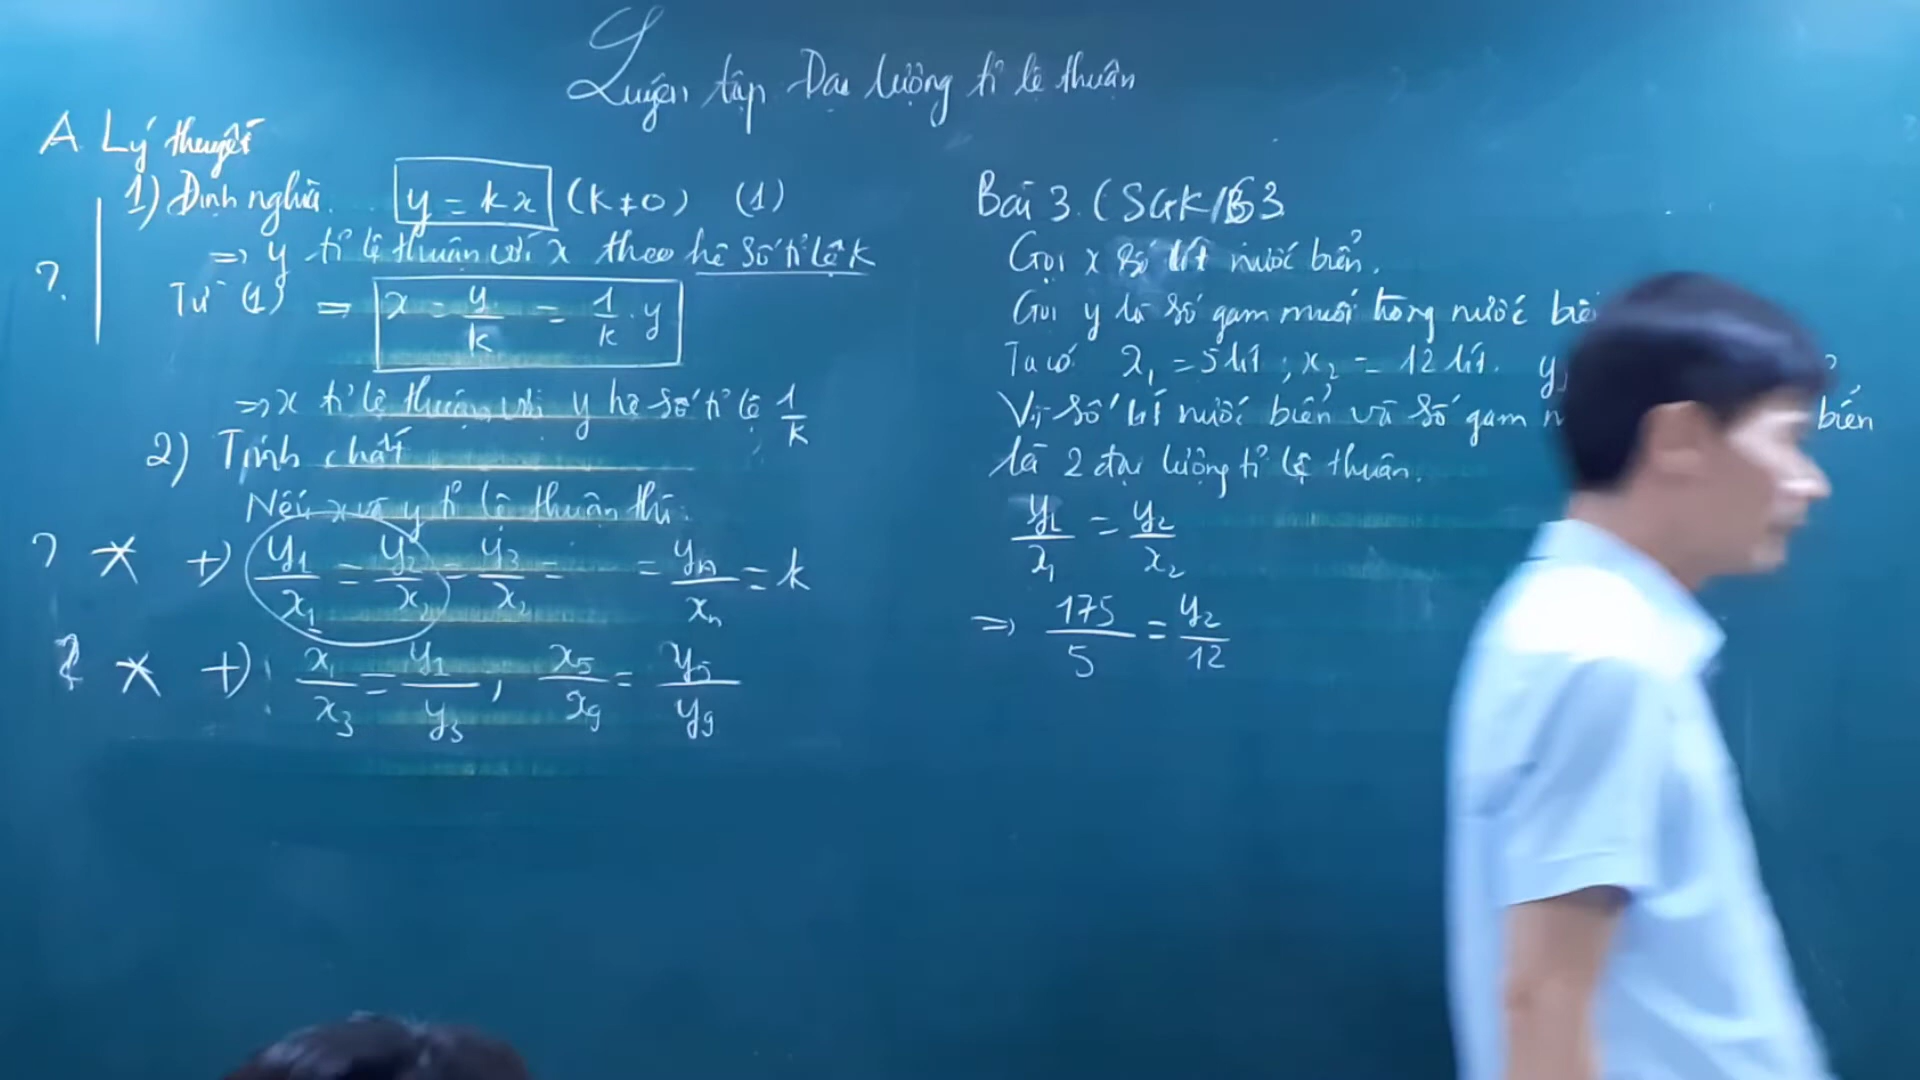 Luyện tập Đại lượng tỉ lệ thuận
A Lý thuyết
1) Định nghĩa. y = kx (k≠0) (1)
=> y tỉ lệ thuận với x theo hệ số tỉ lệ k
?
Từ (1) => x = y/k = 1/k . y
=> x tỉ lệ thuận với y hệ số tỉ lệ 1/k
2) Tính chất
Nếu x và y tỉ lệ thuận thì.
? * +) y₁/x₁ = y₂/x₂ = y₃/x₃ = = yₙ/xₙ = k
? * +) x₁/x₃ = y₁/y₃ , x₅/x₉ = y₅/y₉
Bài 3. (SGK/63
Gọi x số lít nước biển.
Gọi y là số gam muối trong nước
Ta có x₁ = 5 lít ; x₂ = 12 lít. y
Vì số lít nước biển và số gam biển
là 2 đại lượng tỉ lệ thuận.
y₁/x₁ = y₂/x₂
=> 175/5 = y₂/12